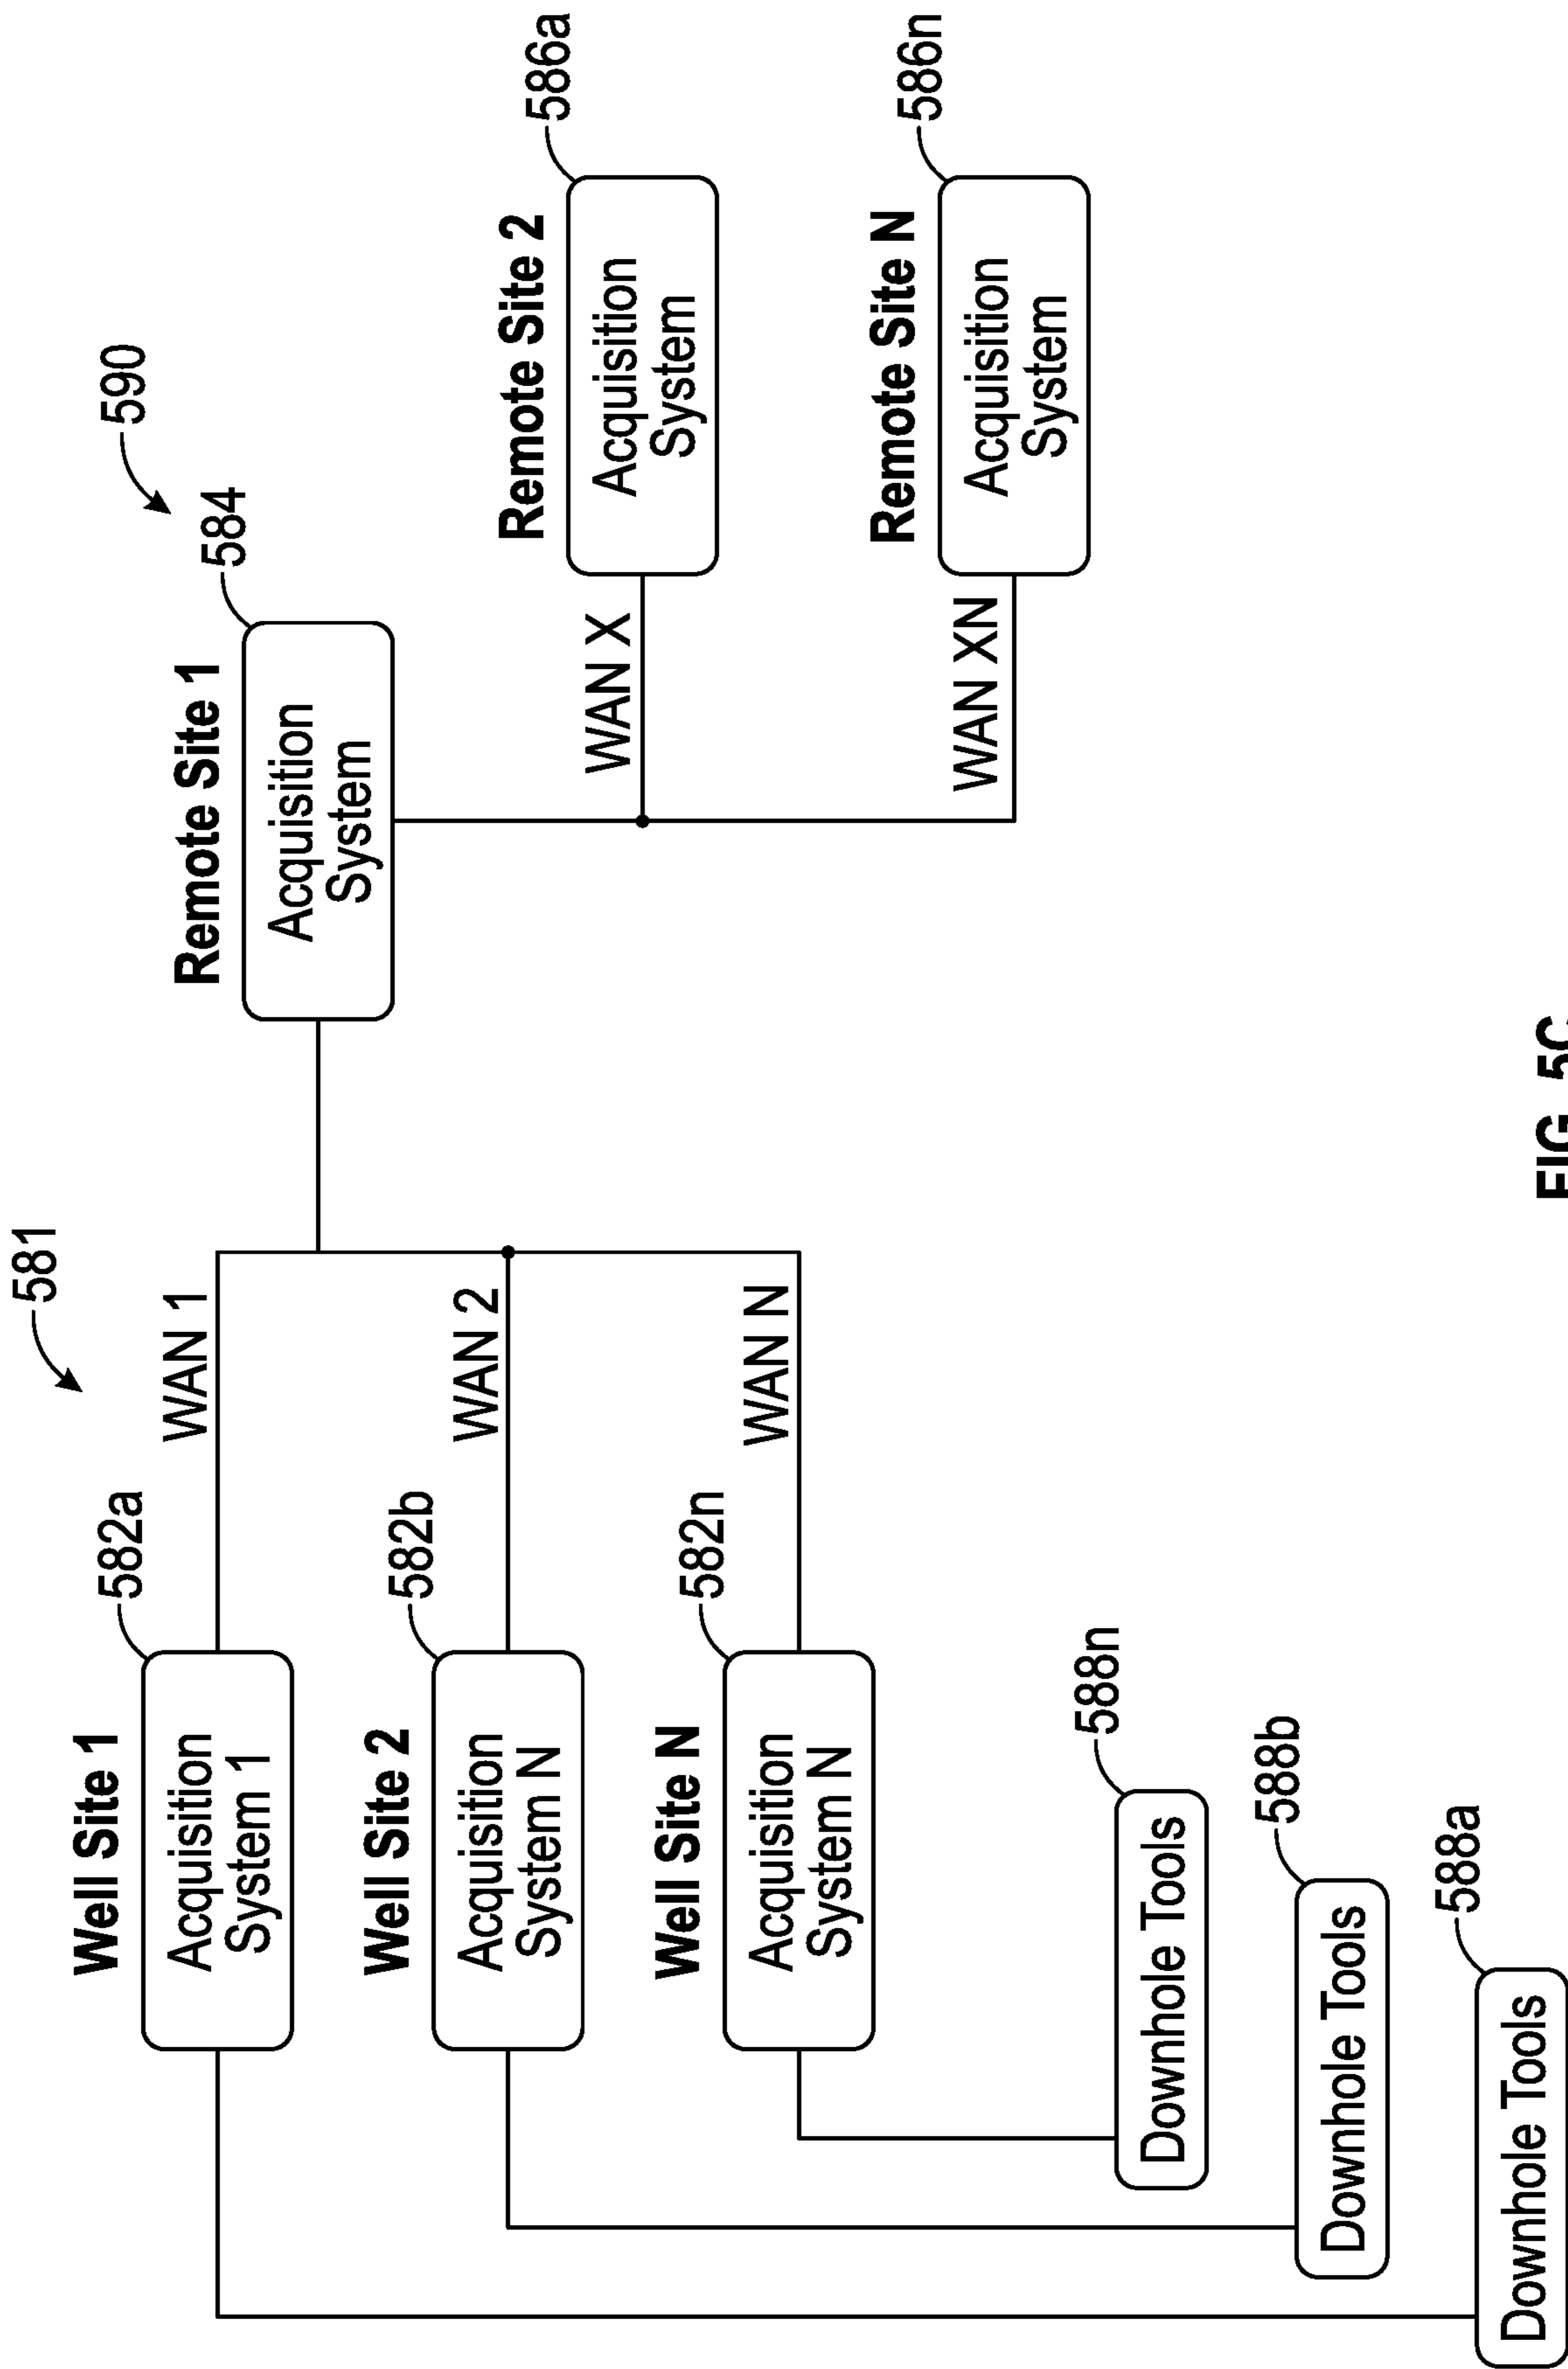 581
590
Well Site 1
582a
Acquisition
System 1
WAN 1
Well Site 2
582b
Acquisition
System N
WAN 2
Well Site N
582n
Acquisition
System N
WAN N
Remote Site 1
584
Acquisition
System
Remote Site 2
586a
WAN X
Acquisition
System
Remote Site N
586n
WAN XN
Acquisition
System
588n
Downhole Tools
588b
Downhole Tools
588a
Downhole Tools
FIG. 5C